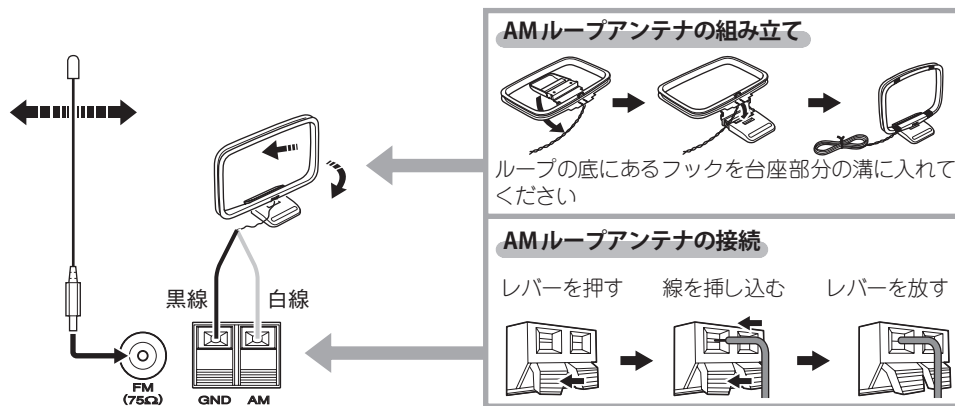 AMループアンテナの組み立て
ループの底にあるフックを台座部分の溝に入れて
ください
AMループアンテナの接続
レバーを押す
線を挿し込む
レバーを放す
黒線
白線
FM
(75Ω)
GND
AM